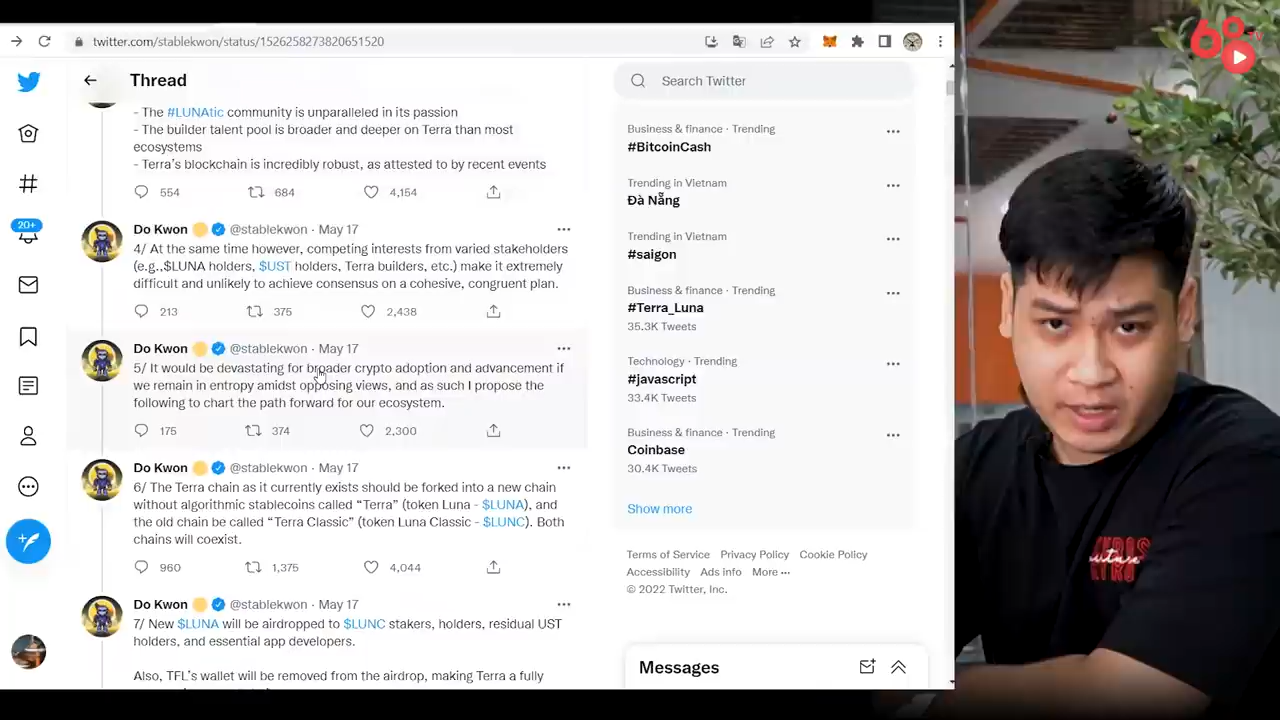 twitter.com/stablekwon/status/1526258273820651520
Thread
- The #LUNAtic community is unparalleled in its passion
- The builder talent pool is broader and deeper on Terra than most
ecosystems
- Terra's blockchain is incredibly robust, as attested to by recent events
554 684 4,154
Do Kwon @stablekwon · May 17
4/ At the same time however, competing interests from varied stakeholders
(e.g.,$LUNA holders, $UST holders, Terra builders, etc.) make it extremely
difficult and unlikely to achieve consensus on a cohesive, congruent plan.
213 375 2,438
Do Kwon @stablekwon · May 17
5/ It would be devastating for broader crypto adoption and advancement if
we remain in entropy amidst opposing views, and as such I propose the
following to chart the path forward for our ecosystem.
175 374 2,300
Do Kwon @stablekwon · May 17
6/ The Terra chain as it currently exists should be forked into a new chain
without algorithmic stablecoins called “Terra” (token Luna - $LUNA), and
the old chain be called “Terra Classic” (token Luna Classic - $LUNC). Both
chains will coexist.
960 1,375 4,044
Do Kwon @stablekwon · May 17
7/ New $LUNA will be airdropped to $LUNC stakers, holders, residual UST
holders, and essential app developers.
Also, TFL's wallet will be removed from the airdrop, making Terra a fully
20+
Search Twitter
Business & finance · Trending
#BitcoinCash
Trending in Vietnam
Đà Nẵng
Trending in Vietnam
#saigon
Business & finance · Trending
#Terra_Luna
35.3K Tweets
Technology · Trending
#javascript
33.4K Tweets
Business & finance · Trending
Coinbase
30.4K Tweets
Show more
Terms of Service Privacy Policy Cookie Policy
Accessibility Ads info More ···
© 2022 Twitter, Inc.
Messages
TV